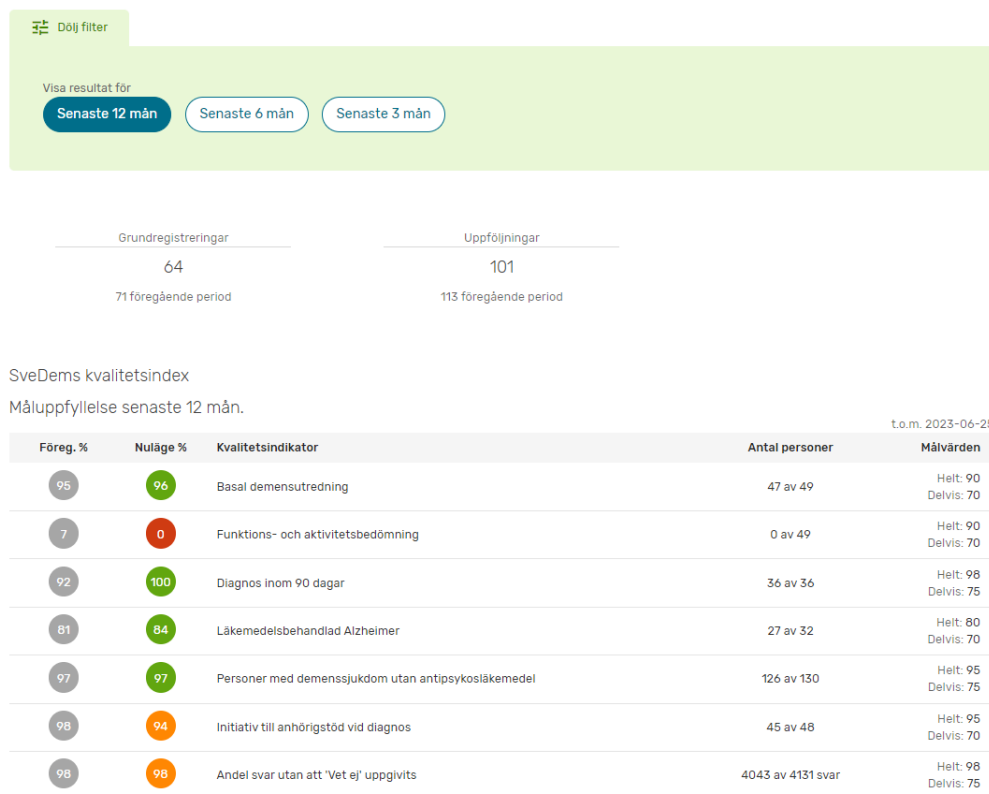 Dölj filter
Visa resultat för
Senaste 12 mån Senaste 6 mån Senaste 3 mån
Grundregistreringar Uppföljningar
64 101
71 föregående period 113 föregående period
SveDems kvalitetsindex
Måluppfyllelse senaste 12 mån.
t.o.m. 2023-06-25
Föreg. % Nuläge % Kvalitetsindikator Antal personer Målvärden
95 96 Basal demensutredning 47 av 49 Helt: 90
Delvis: 70
7 0 Funktions- och aktivitetsbedömning 0 av 49 Helt: 90
Delvis: 70
92 100 Diagnos inom 90 dagar 36 av 36 Helt: 98
Delvis: 75
81 84 Läkemedelsbehandlad Alzheimer 27 av 32 Helt: 80
Delvis: 70
97 97 Personer med demenssjukdom utan antipsykosläkemedel 126 av 130 Helt: 95
Delvis: 75
98 94 Initiativ till anhörigstöd vid diagnos 45 av 48 Helt: 95
Delvis: 70
98 98 Andel svar utan att 'Vet ej' uppgivits 4043 av 4131 svar Helt: 98
Delvis: 75